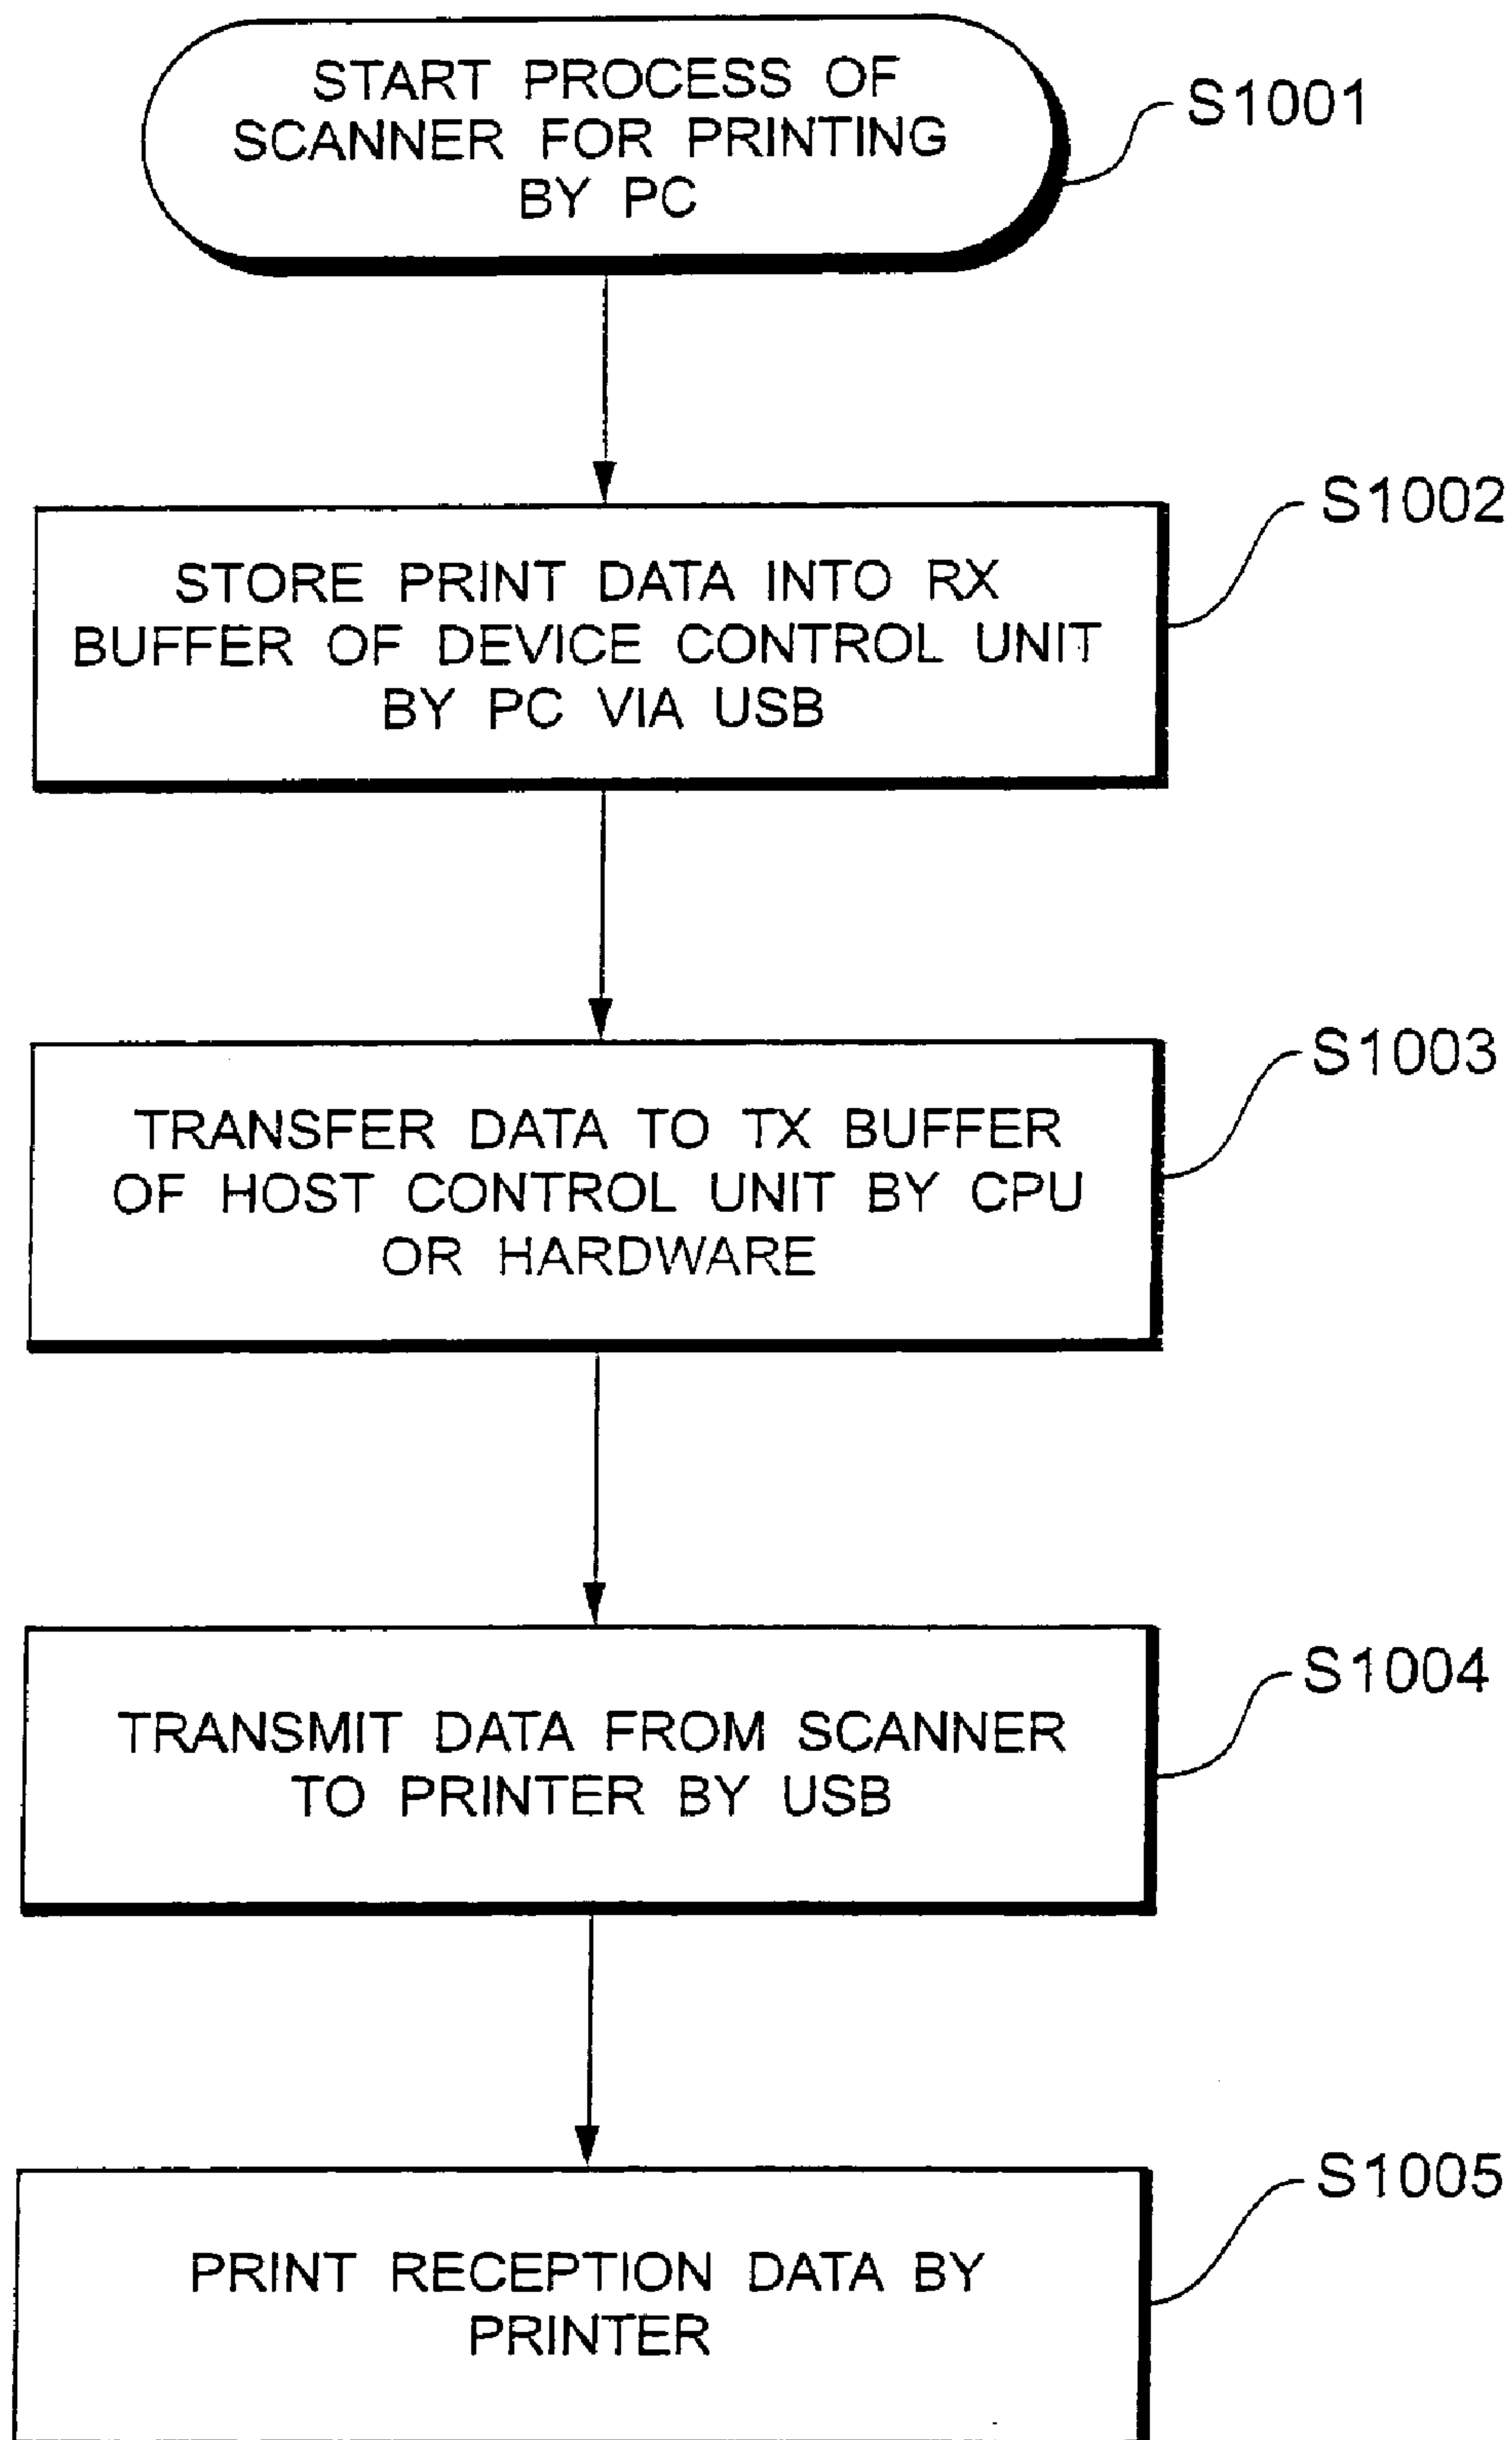 START PROCESS OF
SCANNER FOR PRINTING
BY PC
S1001
STORE PRINT DATA INTO RX
BUFFER OF DEVICE CONTROL UNIT
BY PC VIA USB
S1002
TRANSFER DATA TO TX BUFFER
OF HOST CONTROL UNIT BY CPU
OR HARDWARE
S1003
TRANSMIT DATA FROM SCANNER
TO PRINTER BY USB
S1004
PRINT RECEPTION DATA BY
PRINTER
S1005